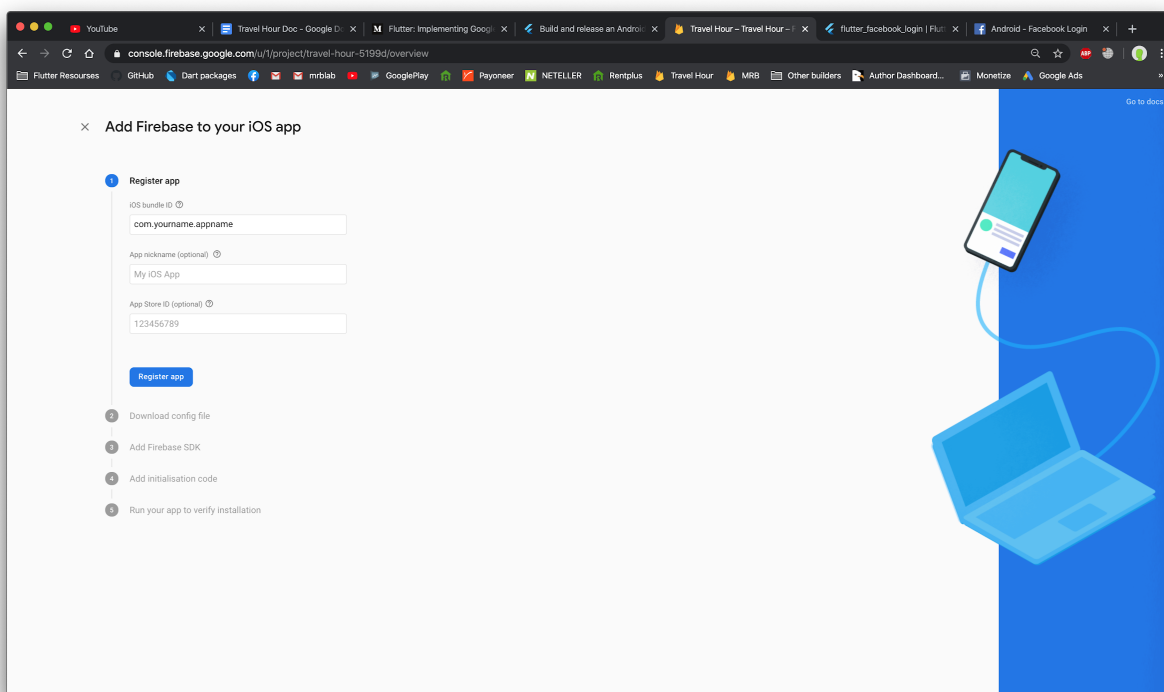 YouTube
Travel Hour Doc - Google Do
Flutter: Implementing Googl
Build and release an Android
Travel Hour – Travel Hour – F
flutter_facebook_login | Flutt
Android - Facebook Login
console.firebase.google.com/u/1/project/travel-hour-5199d/overview
ABP
Flutter Resourses
GitHub
Dart packages
mrblab
GooglePlay
Payoneer
NETELLER
Rentplus
Travel Hour
MRB
Other builders
Author Dashboard...
Monetize
Google Ads
»
Go to docs
Add Firebase to your iOS app
1 Register app
iOS bundle ID
com.yourname.appname
App nickname (optional)
My iOS App
App Store ID (optional)
123456789
Register app
2 Download config file
3 Add Firebase SDK
4 Add initialisation code
5 Run your app to verify installation